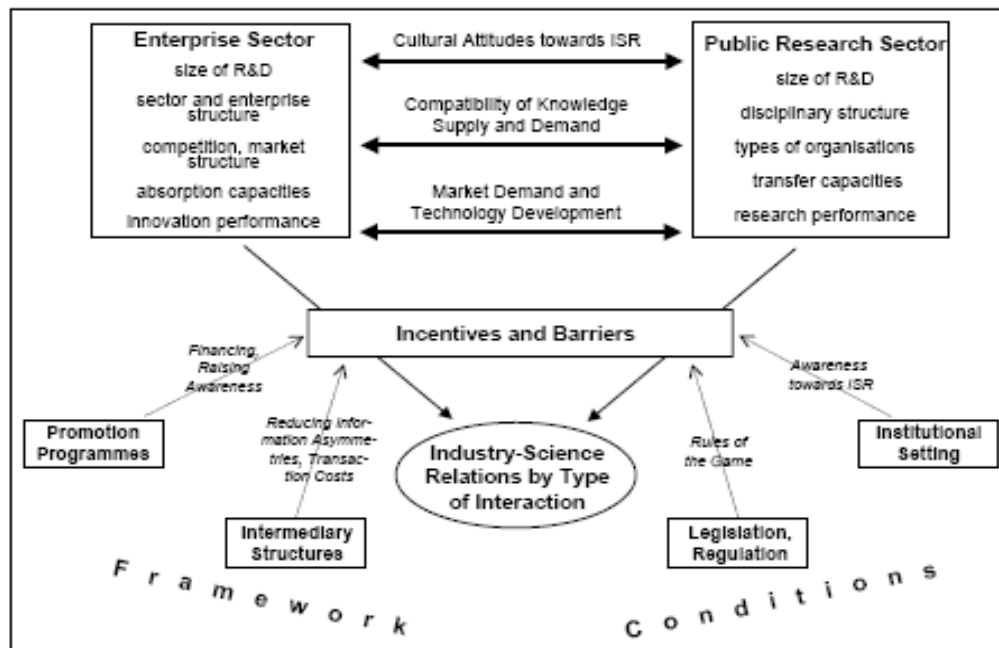 Enterprise Sector
size of R&D
sector and enterprise
structure
competition, market
structure
absorption capacities
innovation performance
Cultural Attitudes towards ISR
Compatibility of Knowledge
Supply and Demand
Market Demand and
Technology Development
Public Research Sector
size of R&D
disciplinary structure
types of organisations
transfer capacities
research performance
Incentives and Barriers
Financing,
Raising
Awareness
Promotion
Programmes
Reducing Infor-
mation Asymme-
tries, Transac-
tion Costs
Intermediary
Structures
Industry-Science
Relations by Type
of Interaction
Rules of
the Game
Legislation,
Regulation
Awareness
towards ISR
Institutional
Setting
Framework
Conditions